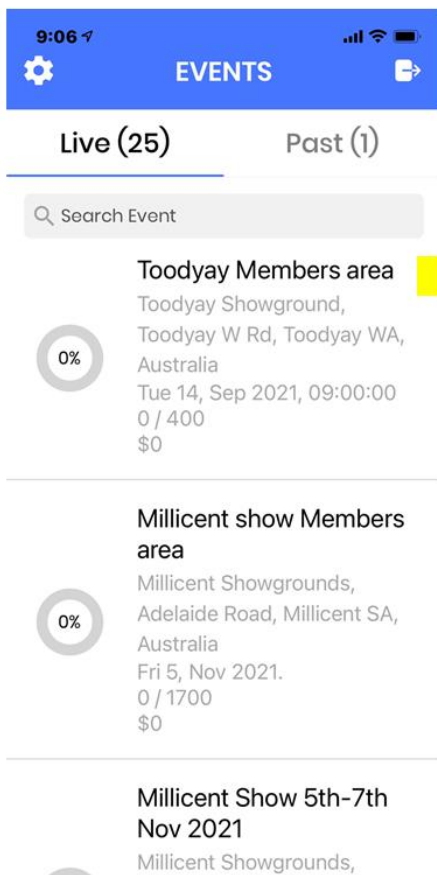 9:06
EVENTS
Live (25)
Past (1)
Search Event
Toodyay Members area
Toodyay Showground,
Toodyay W Rd, Toodyay WA,
Australia
0%
Tue 14, Sep 2021, 09:00:00
0 / 400
$0
Millicent show Members
area
Millicent Showgrounds,
Adelaide Road, Millicent SA,
0%
Australia
Fri 5, Nov 2021.
0 / 1700
$0
Millicent Show 5th-7th
Nov 2021
Millicent Showgrounds,